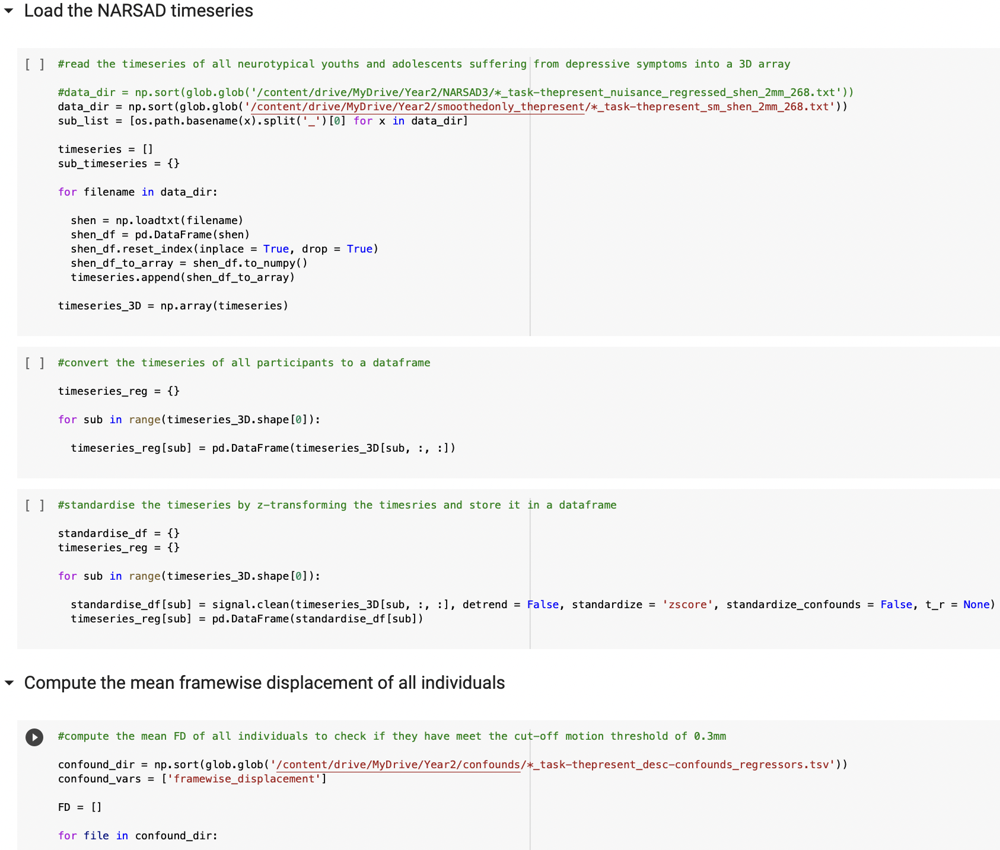 Load the NARSAD timeseries
[ ] #read the timeseries of all neurotypical youths and adolescents suffering from depressive symptoms into a 3D array
#data_dir = np.sort(glob.glob('/content/drive/MyDrive/Year2/NARSAD3/*_task-thepresent_nuisance_regressed_shen_2mm_268.txt'))
data_dir = np.sort(glob.glob('/content/drive/MyDrive/Year2/smoothedonly_thepresent/*_task-thepresent_sm_shen_2mm_268.txt'))
sub_list = [os.path.basename(x).split('_')[0] for x in data_dir]
timeseries = []
sub_timeseries = {}
for filename in data_dir:
shen = np.loadtxt(filename)
shen_df = pd.DataFrame(shen)
shen_df.reset_index(inplace = True, drop = True)
shen_df_to_array = shen_df.to_numpy()
timeseries.append(shen_df_to_array)
timeseries_3D = np.array(timeseries)
[ ] #convert the timeseries of all participants to a dataframe
timeseries_reg = {}
for sub in range(timeseries_3D.shape[0]):
timeseries_reg[sub] = pd.DataFrame(timeseries_3D[sub, :, :])
[ ] #standardise the timeseries by z-transforming the timesries and store it in a dataframe
standardise_df = {}
timeseries_reg = {}
for sub in range(timeseries_3D.shape[0]):
standardise_df[sub] = signal.clean(timeseries_3D[sub, :, :], detrend = False, standardize = 'zscore', standardize_confounds = False, t_r = None)
timeseries_reg[sub] = pd.DataFrame(standardise_df[sub])
Compute the mean framewise displacement of all individuals
#compute the mean FD of all individuals to check if they have meet the cut-off motion threshold of 0.3mm
confound_dir = np.sort(glob.glob('/content/drive/MyDrive/Year2/confounds/*_task-thepresent_desc-confounds_regressors.tsv'))
confound_vars = ['framewise_displacement']
FD = []
for file in confound_dir: